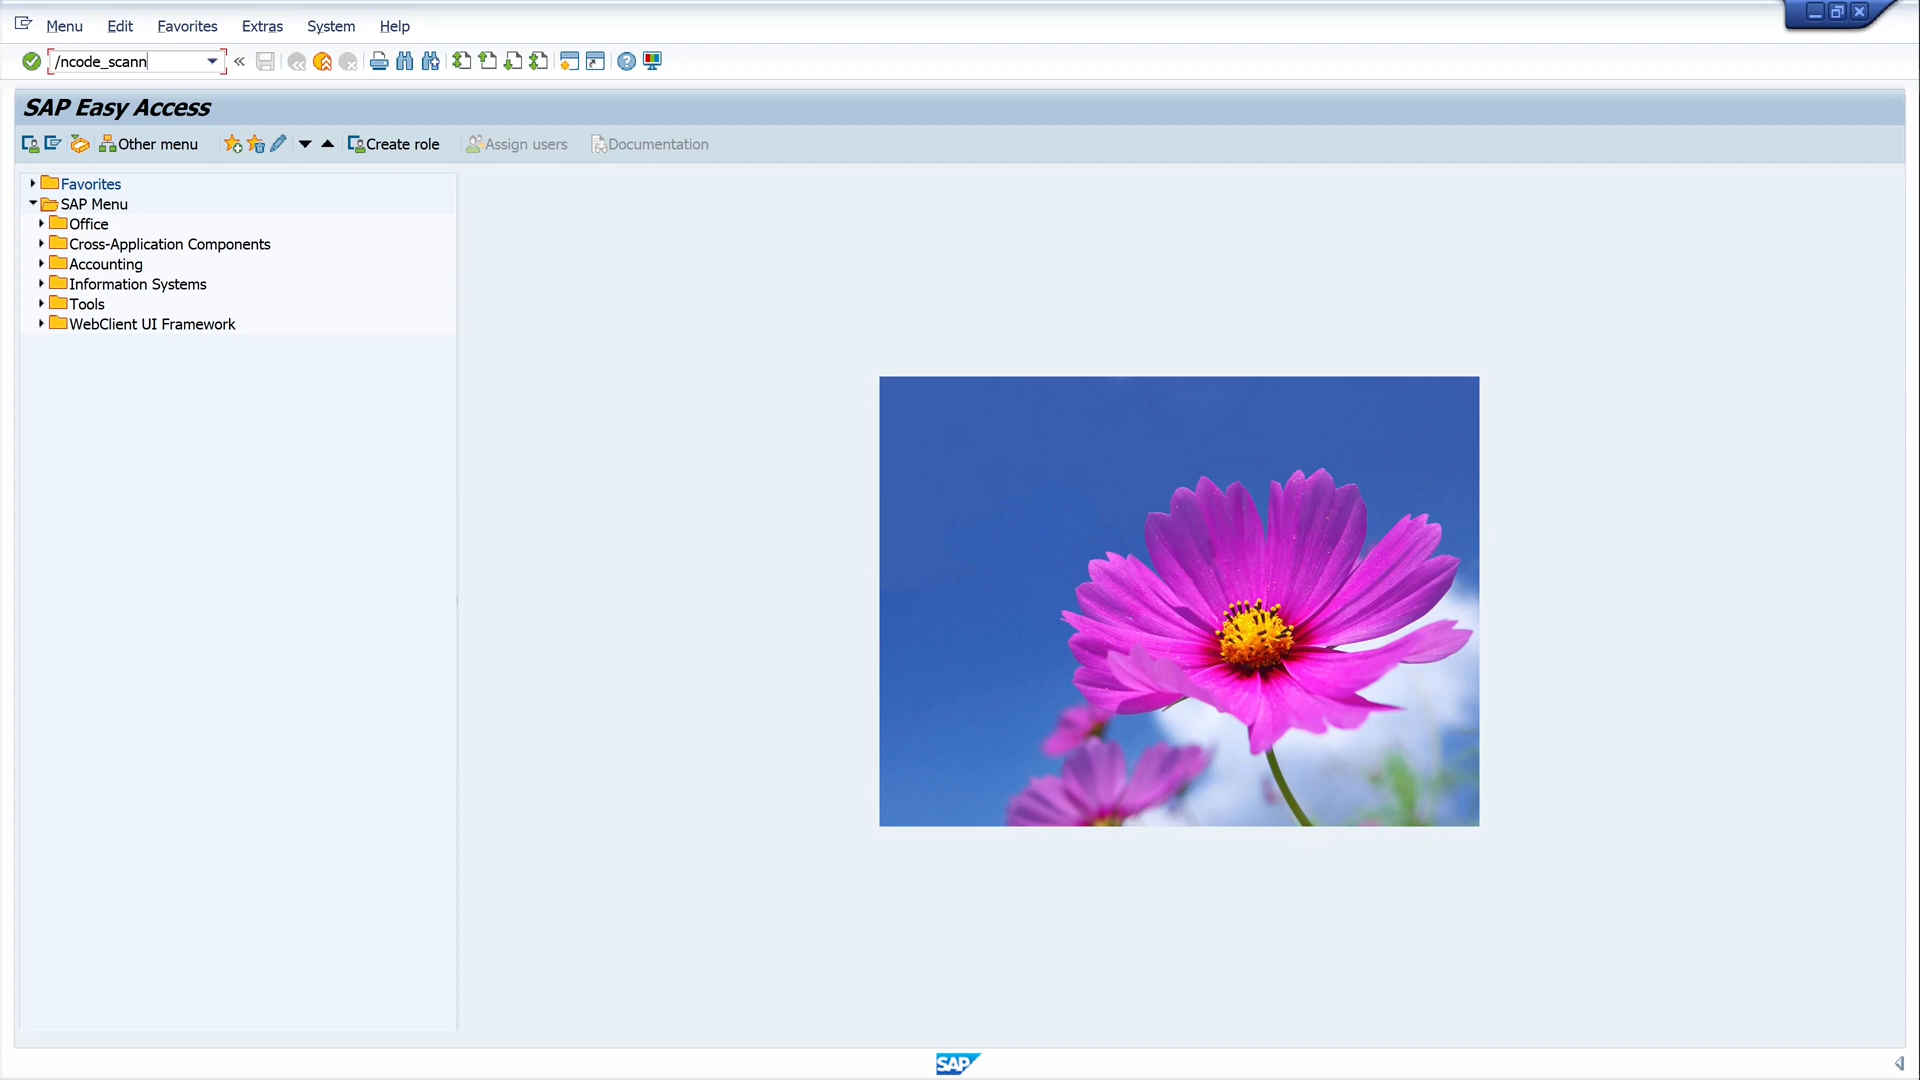 Menu Edit Favorites Extras System Help
/ncode_scann
SAP Easy Access
Other menu Create role Assign users Documentation
Favorites
SAP Menu
Office
Cross-Application Components
Accounting
Information Systems
Tools
WebClient UI Framework
SAP